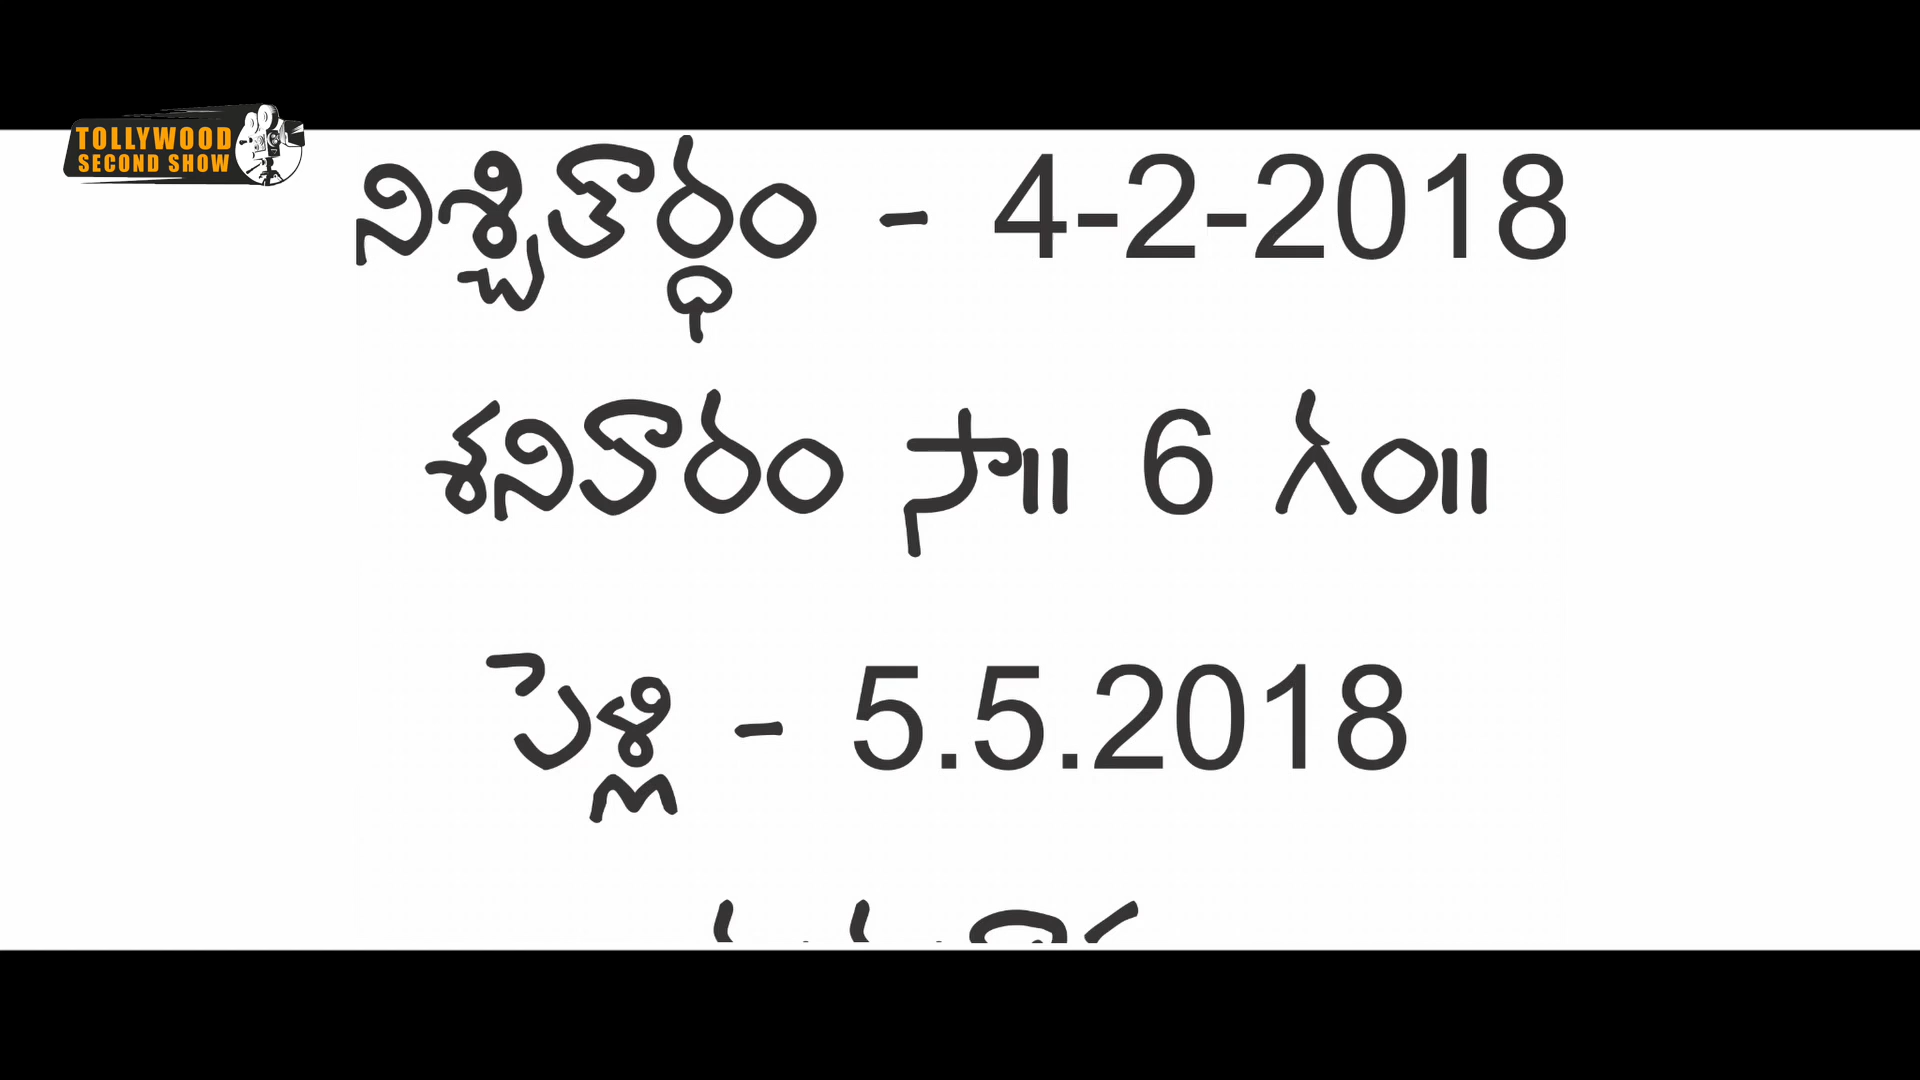 TOLLYWOOD
SECOND SHOW
నిశ్చితార్ధం - 4-2-2018
శనివారం సా॥ 6 గం॥
పెళ్ళి - 5.5.2018